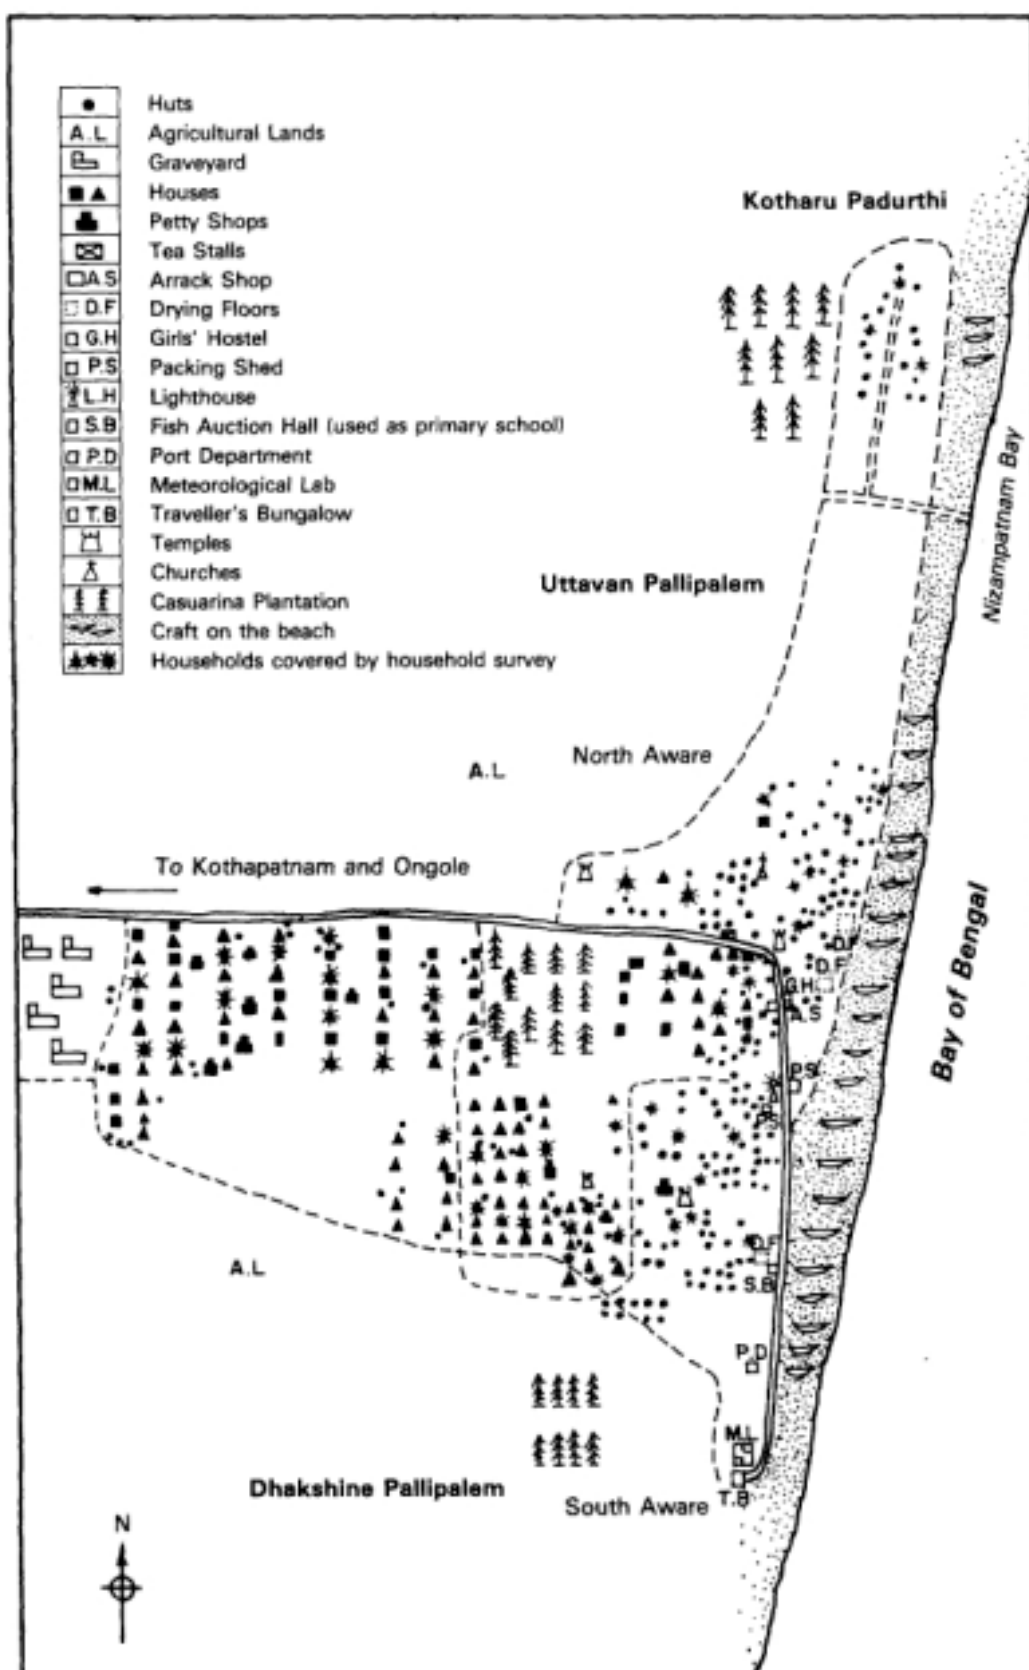 Huts
A.L Agricultural Lands
Graveyard
Houses
Petty Shops
Tea Stalls
A.S Arrack Shop
D.F Drying Floors
G.H Girls' Hostel
P.S Packing Shed
L.H Lighthouse
S.B Fish Auction Hall (used as primary school)
P.D Port Department
M.L Meteorological Lab
T.B Traveller's Bungalow
Temples
Churches
Casuarina Plantation
Craft on the beach
Households covered by household survey
Kotharu Padurthi
Nizampatnam Bay
Uttavan Pallipalem
North Aware
A.L
To Kothapatnam and Ongole
Bay of Bengal
D.F
D.F
G.H
A.S
P.S
A.L
D.F
S.B
P.D
M.L
Dhakshine Pallipalem
South Aware
T.B
N